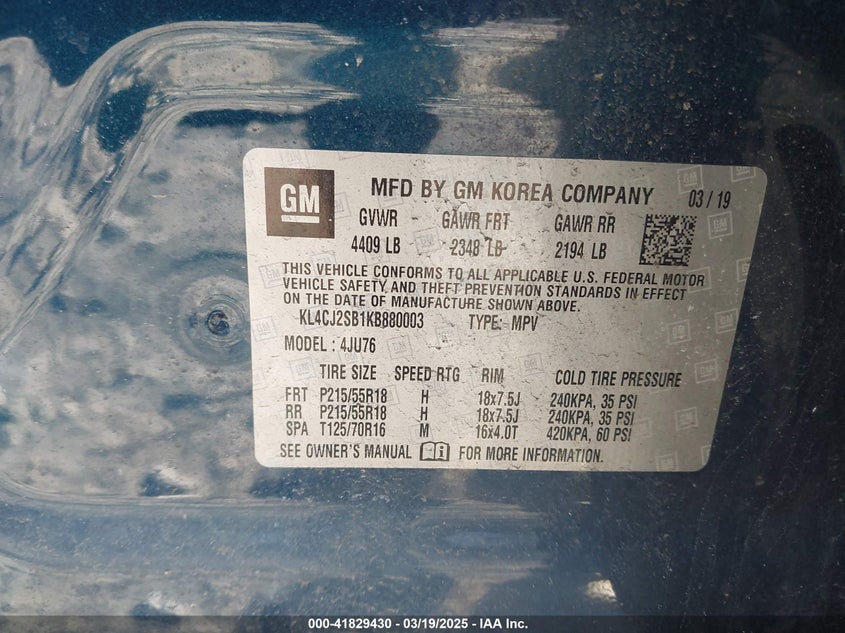 GM
MFD BY GM KOREA COMPANY 03 / 19
GVWR GAWR FRT GAWR RR
4409 LB 2348 LB 2194 LB
THIS VEHICLE CONFORMS TO ALL APPLICABLE U.S. FEDERAL MOTOR
VEHICLE SAFETY, AND THEFT PREVENTION STANDARDS IN EFFECT
ON THE DATE OF MANUFACTURE SHOWN ABOVE.
KL4CJ2SB1KB880003 TYPE: MPV
MODEL : 4JU76
TIRE SIZE SPEED RTG RIM COLD TIRE PRESSURE
FRT P215/55R18 H 18x7.5J 240KPA, 35 PSI
RR P215/55R18 H 18x7.5J 240KPA, 35 PSI
SPA T125/70R16 M 16x4.0T 420KPA, 60 PSI
SEE OWNER'S MANUAL FOR MORE INFORMATION.
000-41829430 - 03/19/2025 - IAA Inc.